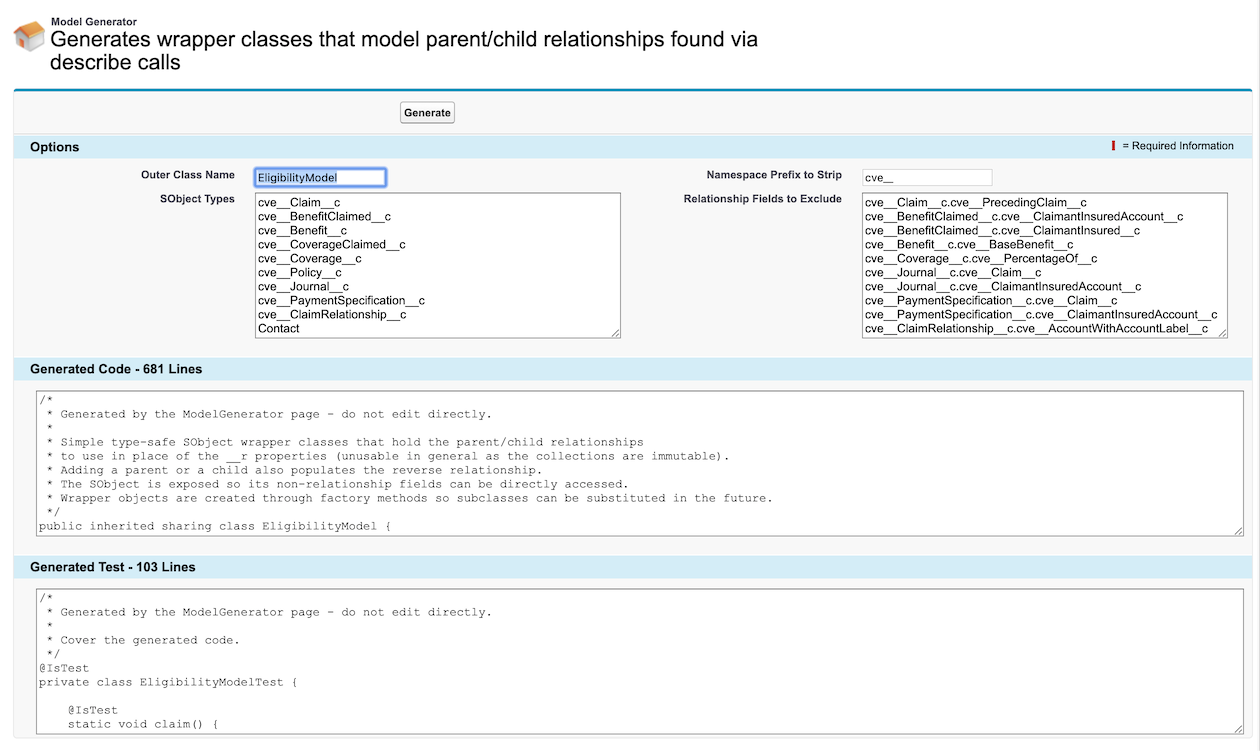 Model Generator
Generates wrapper classes that model parent/child relationships found via
describe calls
Generate
Options
= Required Information
Outer Class Name
EligibilityModel
Namespace Prefix to Strip
cve__
SObject Types
cve__Claim__c
cve__BenefitClaimed__c
cve__Benefit__c
cve__CoverageClaimed__c
cve__Coverage__c
cve__Policy__c
cve__Journal__c
cve__PaymentSpecification__c
cve__ClaimRelationship__c
Contact
Relationship Fields to Exclude
cve__Claim__c.cve__PrecedingClaim__c
cve__BenefitClaimed__c.cve__ClaimantInsuredAccount__c
cve__BenefitClaimed__c.cve__ClaimantInsured__c
cve__Benefit__c.cve__BaseBenefit__c
cve__Coverage__c.cve__PercentageOf__c
cve__Journal__c.cve__Claim__c
cve__Journal__c.cve__ClaimantInsuredAccount__c
cve__PaymentSpecification__c.cve__Claim__c
cve__PaymentSpecification__c.cve__ClaimantInsuredAccount__c
cve__ClaimRelationship__c.cve__AccountWithAccountLabel__c
Generated Code - 681 Lines
/*
 * Generated by the ModelGenerator page - do not edit directly.
 *
 * Simple type-safe SObject wrapper classes that hold the parent/child relationships
 * to use in place of the __r properties (unusable in general as the collections are immutable).
 * Adding a parent or a child also populates the reverse relationship.
 * The SObject is exposed so its non-relationship fields can be directly accessed.
 * Wrapper objects are created through factory methods so subclasses can be substituted in the future.
 */
public inherited sharing class EligibilityModel {
Generated Test - 103 Lines
/*
 * Generated by the ModelGenerator page - do not edit directly.
 *
 * Cover the generated code.
 */
@IsTest
private class EligibilityModelTest {
    @IsTest
    static void claim() {